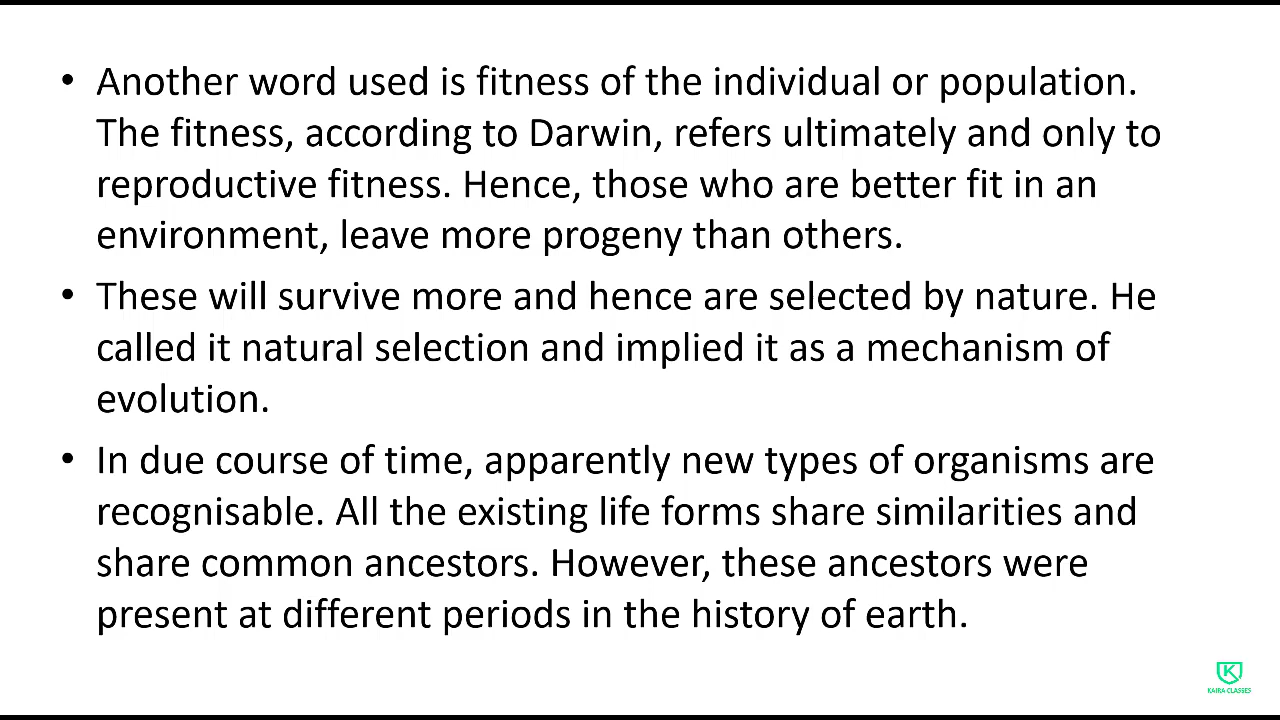 • Another word used is fitness of the individual or population.
The fitness, according to Darwin, refers ultimately and only to
reproductive fitness. Hence, those who are better fit in an
environment, leave more progeny than others.
• These will survive more and hence are selected by nature. He
called it natural selection and implied it as a mechanism of
evolution.
• In due course of time, apparently new types of organisms are
recognisable. All the existing life forms share similarities and
share common ancestors. However, these ancestors were
present at different periods in the history of earth.
K
KAIRA CLASSES